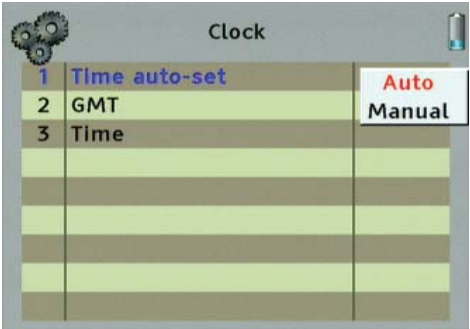 Clock
1 Time auto-set
Auto
2 GMT
Manual
3 Time